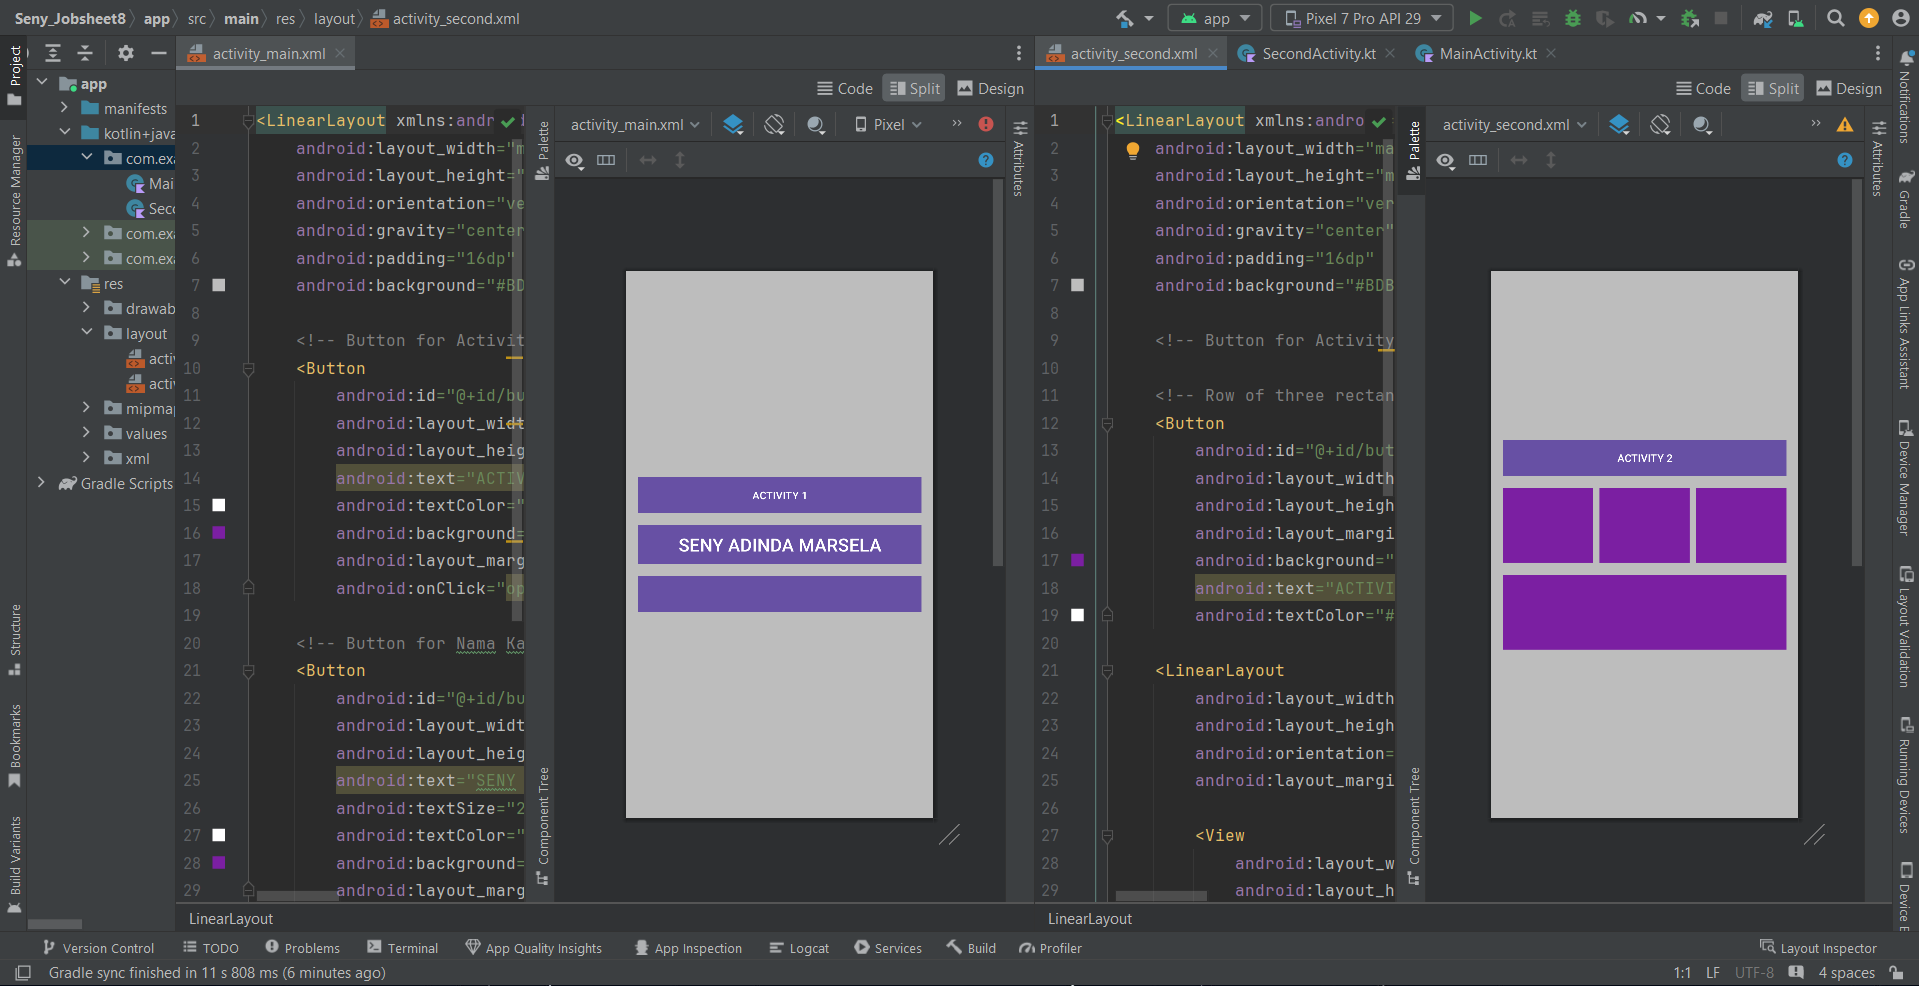 Seny_Jobsheet8 〉 app 〉 src 〉 main 〉 res 〉 layout 〉 activity_second.xml
app
Pixel 7 Pro API 29
Project
Resource Manager
Structure
Bookmarks
Build Variants
app
manifests
kotlin+java
com.exa
Mai
Seco
com.exa
com.exa
res
drawab
layout
activ
activ
mipmap
values
xml
Gradle Scripts
activity_main.xml
Code Split Design
1 <LinearLayout xmlns:andr
2 android:layout_width="m
3 android:layout_height="
4 android:orientation="ve
5 android:gravity="center
6 android:padding="16dp"
7 android:background="#BD
8
9 <!-- Button for Activit
10 <Button
11 android:id="@+id/bu
12 android:layout_widt
13 android:layout_heig
14 android:text="ACTIV
15 android:textColor="
16 android:background=
17 android:layout_marg
18 android:onClick="op
19
20 <!-- Button for Nama Ka
21 <Button
22 android:id="@+id/bu
23 android:layout_widt
24 android:layout_heig
25 android:text="SENY
26 android:textSize="2
27 android:textColor="
28 android:background=
29 android:layout_marg
LinearLayout
Palette
Component Tree
activity_main.xml
Pixel
Attributes
ACTIVITY 1
SENY ADINDA MARSELA
activity_second.xml SecondActivity.kt MainActivity.kt
Code Split Design
1 <LinearLayout xmlns:andro
2 android:layout_width="ma
3 android:layout_height="m
4 android:orientation="ver
5 android:gravity="center"
6 android:padding="16dp"
7 android:background="#BDB
8
9 <!-- Button for Activity
10
11 <!-- Row of three rectan
12 <Button
13 android:id="@+id/but
14 android:layout_width
15 android:layout_heigh
16 android:layout_margi
17 android:background="
18 android:text="ACTIVI
19 android:textColor="#
20
21 <LinearLayout
22 android:layout_width
23 android:layout_heigh
24 android:orientation=
25 android:layout_margi
26
27 <View
28 android:layout_w
29 android:layout_h
LinearLayout
Palette
Component Tree
activity_second.xml
Attributes
ACTIVITY 2
Notifications
Gradle
App Links Assistant
Device Manager
Layout Validation
Running Devices
Device E
Version Control TODO Problems Terminal App Quality Insights App Inspection Logcat Services Build Profiler Layout Inspector
Gradle sync finished in 11 s 808 ms (6 minutes ago) 1:1 LF UTF-8 4 spaces